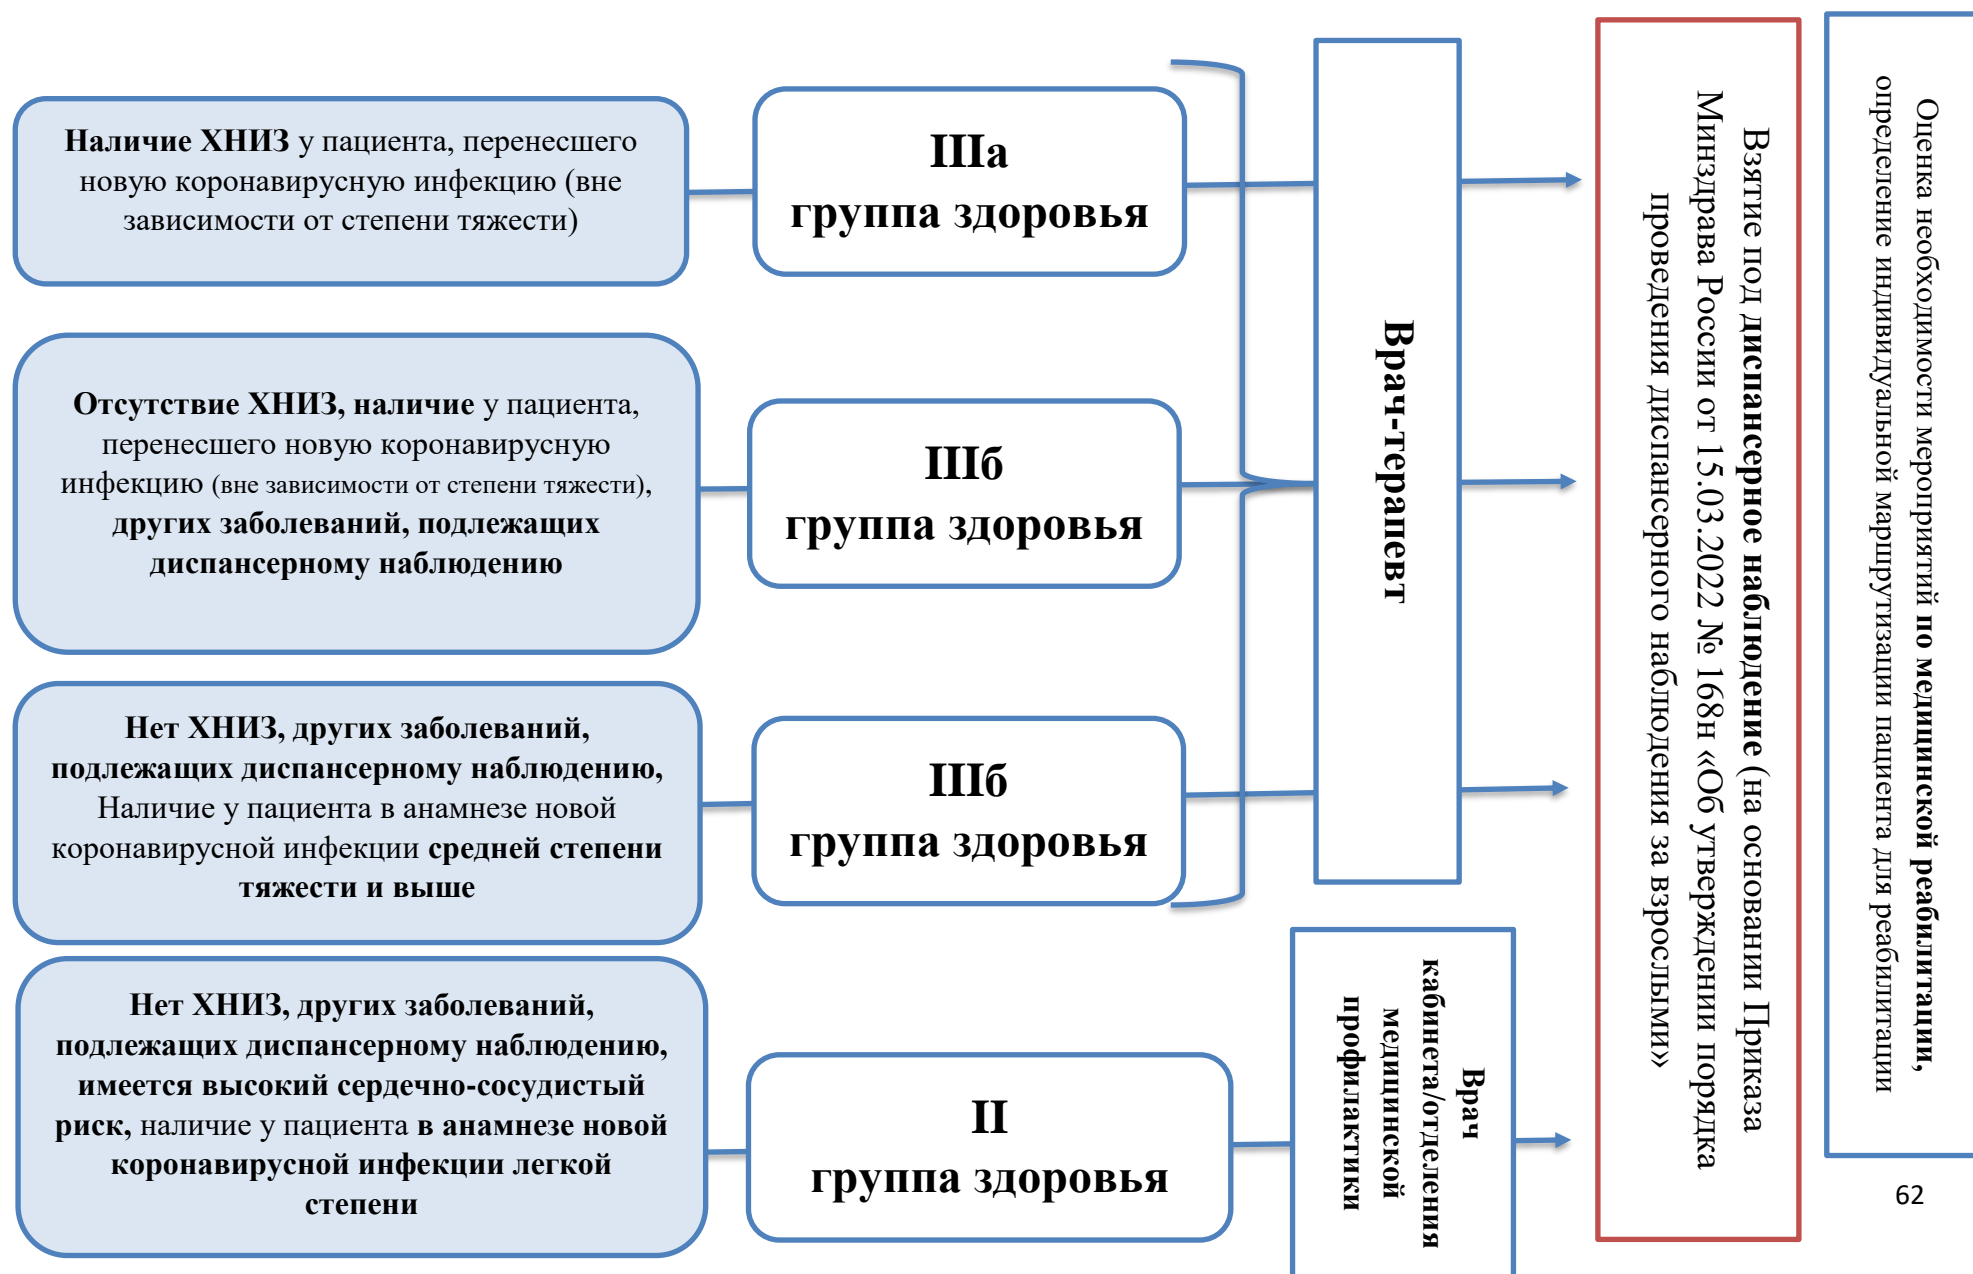 Наличие ХНИЗ у пациента, перенесшего
новую коронавирусную инфекцию (вне
зависимости от степени тяжести)
IIIа
группа здоровья
Отсутствие ХНИЗ, наличие у пациента,
перенесшего новую коронавирусную
инфекцию (вне зависимости от степени тяжести),
других заболеваний, подлежащих
диспансерному наблюдению
IIIб
группа здоровья
Нет ХНИЗ, других заболеваний,
подлежащих диспансерному наблюдению,
Наличие у пациента в анамнезе новой
коронавирусной инфекции средней степени
тяжести и выше
IIIб
группа здоровья
Нет ХНИЗ, других заболеваний,
подлежащих диспансерному наблюдению,
имеется высокий сердечно-сосудистый
риск, наличие у пациента в анамнезе новой
коронавирусной инфекции легкой
степени
II
группа здоровья
Врач-терапевт
Врач
кабинета/отделения
медицинской
профилактики
Взятие под диспансерное наблюдение (на основании Приказа
Минздрава России от 15.03.2022 № 168н «Об утверждении порядка
проведения диспансерного наблюдения за взрослыми»
Оценка необходимости мероприятий по медицинской реабилитации,
определение индивидуальной маршрутизации пациента для реабилитации
62